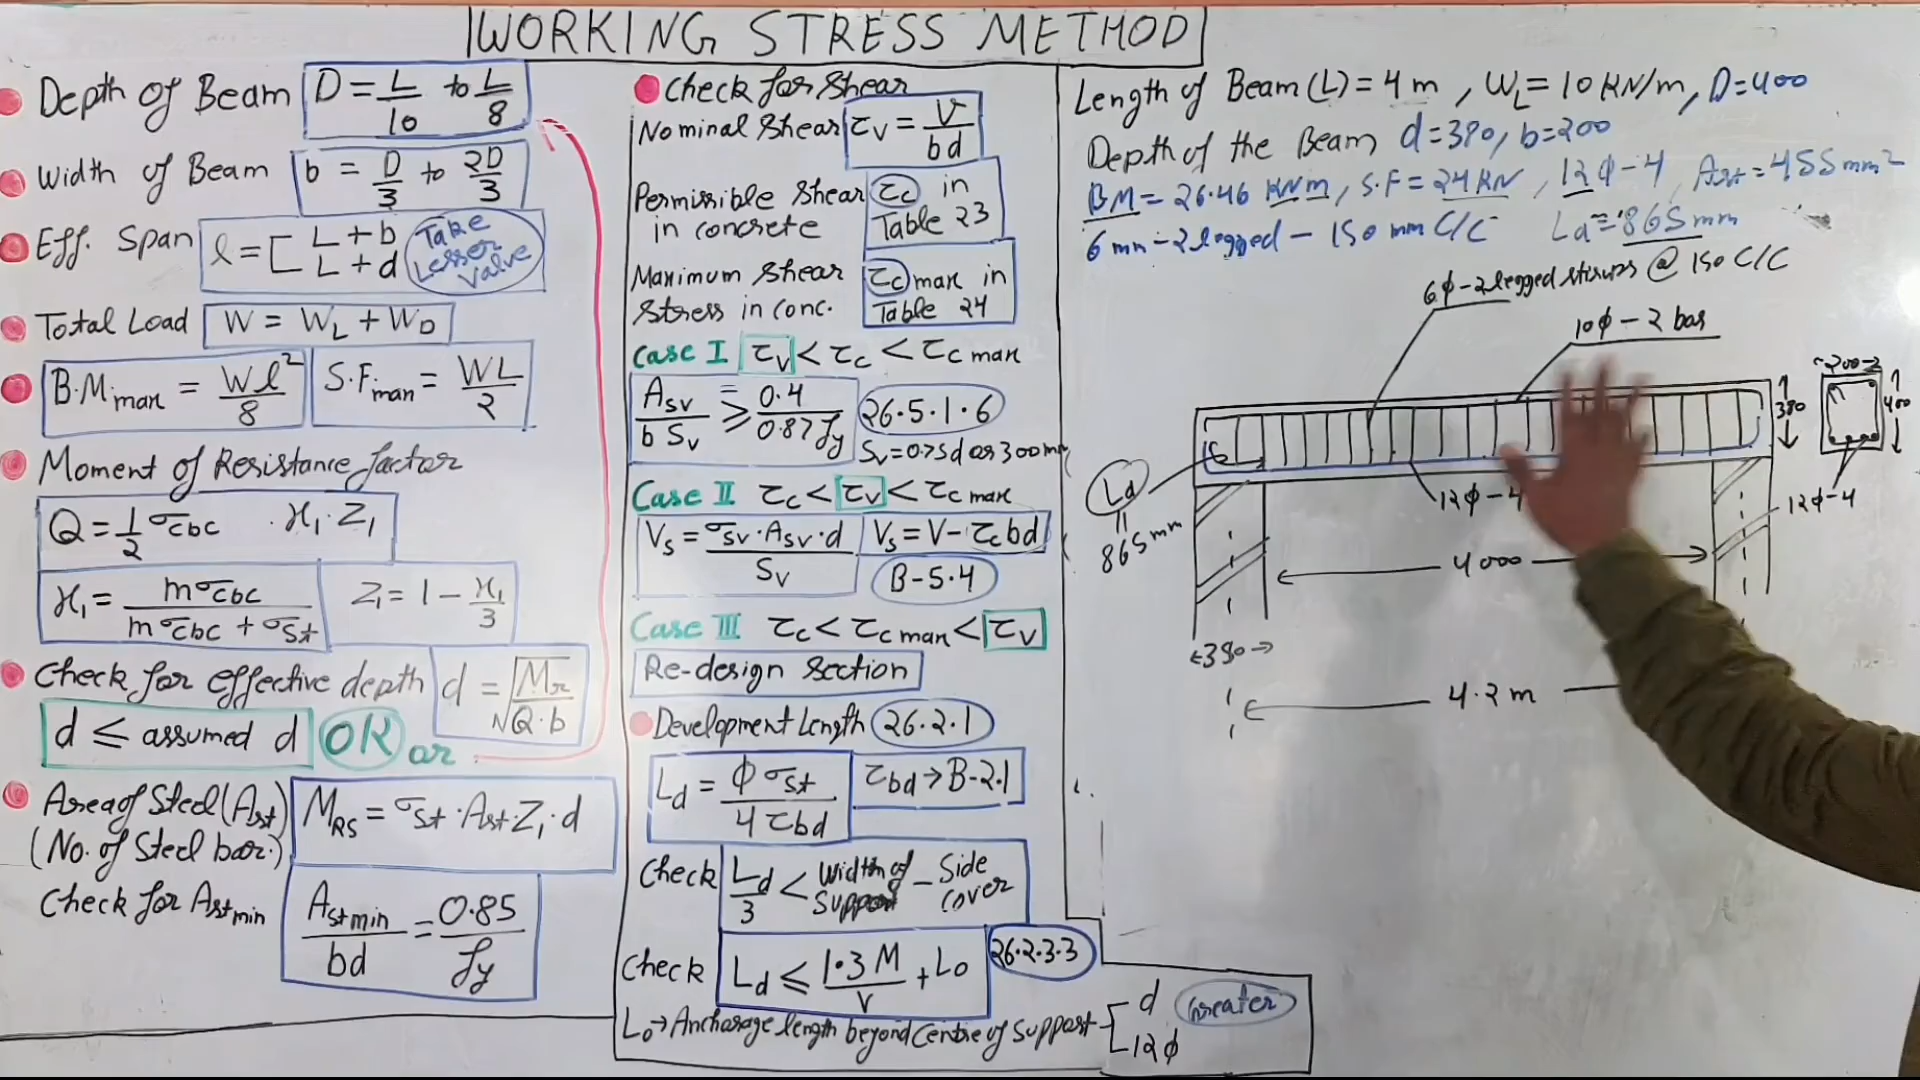 WORKING STRESS METHOD
Depth of Beam D = L/10 to L/8
Width of Beam b = D/3 to 2D/3
Eff. Span l = [ L+b
L+d
Take Lesser Value
Total Load W = WL + WD
B.M.max = Wl²/8 S.Fmax = WL/2
Moment of Resistance factor
Q = 1/2 σcbc . x1 . Z1
x1 = mσcbc / mσcbc + σst Z1 = 1 - x1/3
Check for effective depth d = √Mr/Q.b
d ≤ assumed d OK or
Area of Steel (Ast) MRS = σst . Ast . Z1 . d
(No. of Steel bar.)
Check for Astmin Astmin/bd = 0.85/fy
Check for Shear
Nominal Shear τv = V/bd
Permissible Shear in concrete τc in Table 23
Maximum Shear Stress in conc. τc max in Table 24
Case I τv < τc < τc max
Asv/b Sv ≥ 0.4/0.87 fy 26.5.1.6
Sv = 0.75d or 300mm
Case II τc < τv < τc max
Vs = σsv . Asv . d / Sv Vs = V - τc bd
B-5.4
Case III τc < τc max < τv
Re-design Section
Development Length 26.2.1
Ld = Φ σst / 4 τbd τbd → B-2.1
Check Ld/3 < Width of Support - Side cover
Check Ld ≤ 1.3 M/V + Lo 26.2.3.3
Lo → Anchorage length beyond Centre of Support [ d
12ϕ
Greater
Length of Beam (L) = 4 m , WL = 10 KN/m, D=400
Depth of the Beam d=380, b=200
BM = 26.46 KNm, S.F = 24 KN, 12ϕ-4, Ast = 455mm²
6 mm - 2 legged - 150 mm C/C Ld = 865mm
6ϕ-2 legged stirrups @ 150 C/C
10ϕ - 2 bar
200
380
400
Ld
=
865 mm
12ϕ-4
12ϕ-4
4000
380
4.2 m